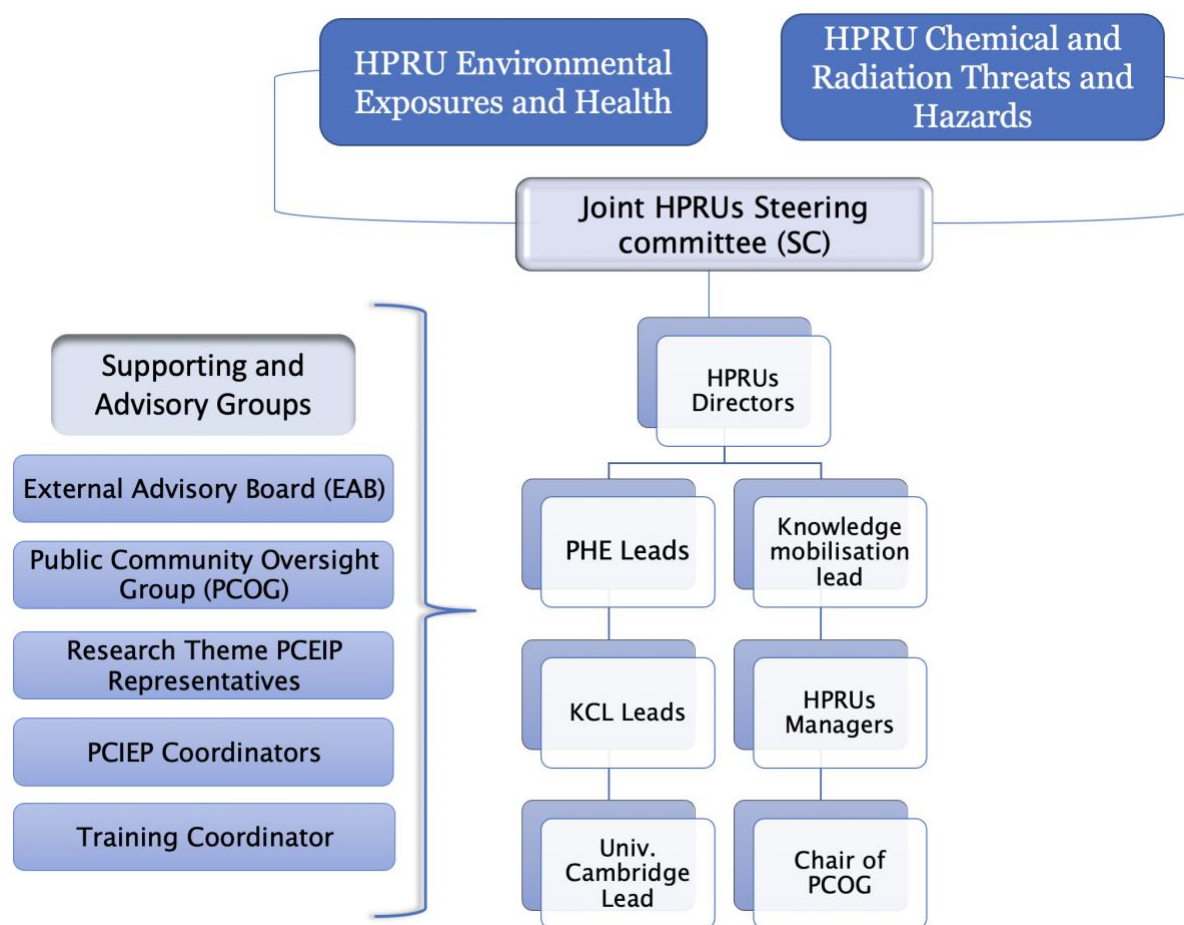 HPRU Environmental
Exposures and Health
HPRU Chemical and
Radiation Threats and
Hazards
Joint HPRUs Steering
committee (SC)
Supporting and
Advisory Groups
External Advisory Board (EAB)
Public Community Oversight
Group (PCOG)
Research Theme PCEIP
Representatives
PCIEP Coordinators
Training Coordinator
HPRUs
Directors
PHE Leads
Knowledge
mobilisation
lead
KCL Leads
HPRUs
Managers
Univ.
Cambridge
Lead
Chair of
PCOG